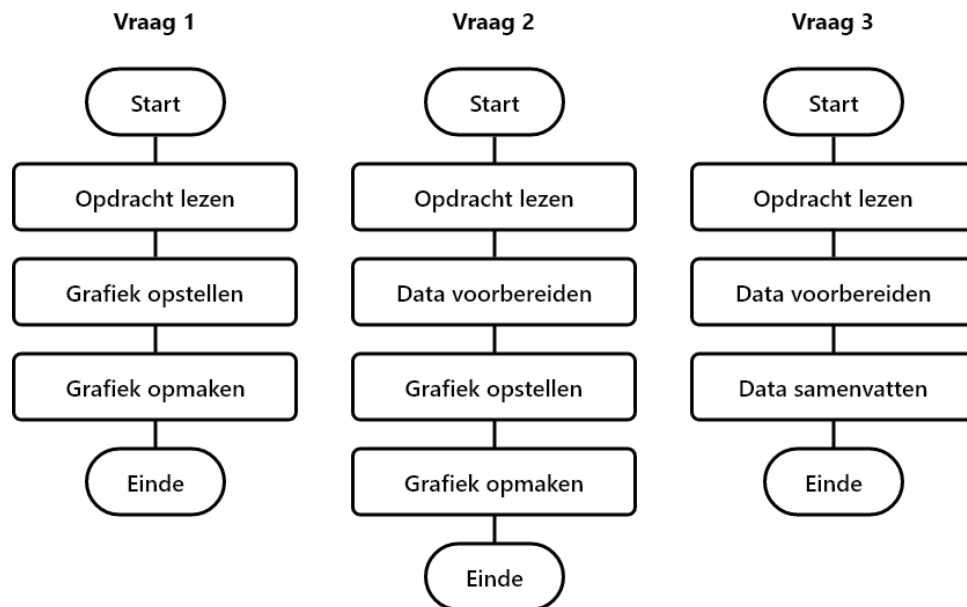 Vraag 1
Start
Opdracht lezen
Grafiek opstellen
Grafiek opmaken
Einde
Vraag 2
Start
Opdracht lezen
Data voorbereiden
Grafiek opstellen
Grafiek opmaken
Einde
Vraag 3
Start
Opdracht lezen
Data voorbereiden
Data samenvatten
Einde